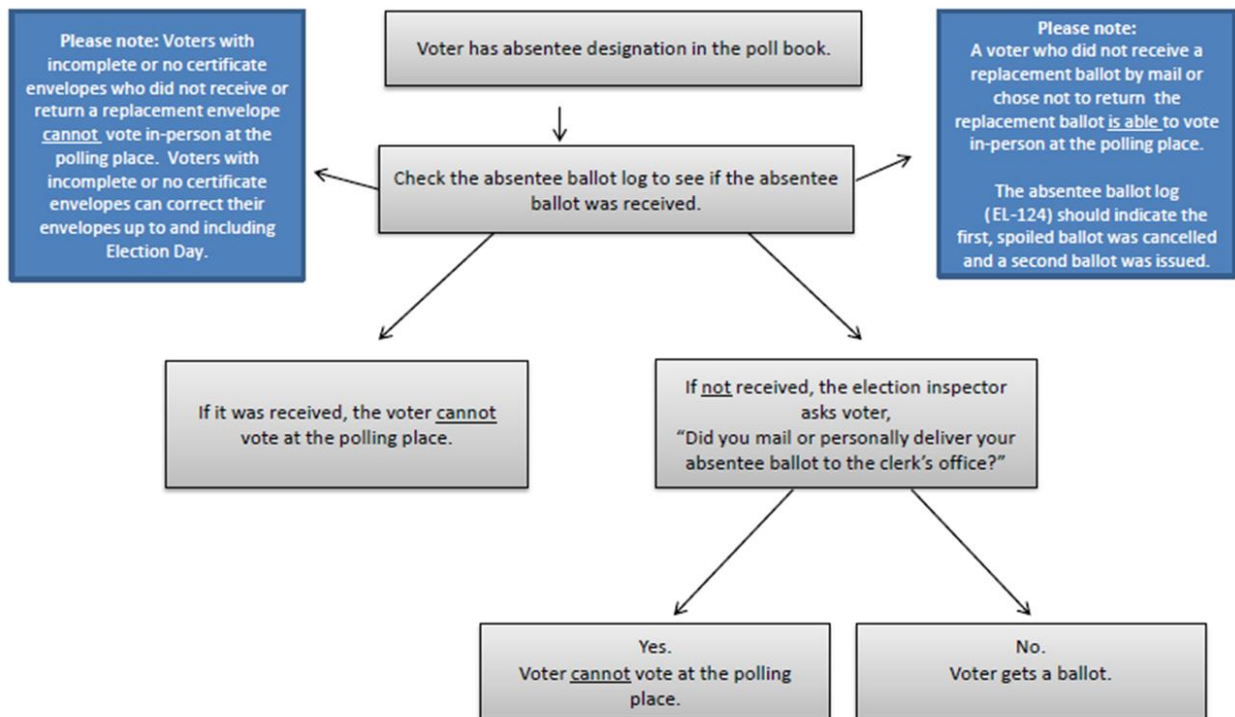 Please note: Voters with
incomplete or no certificate
envelopes who did not receive or
return a replacement envelope
cannot vote in-person at the
polling place. Voters with
incomplete or no certificate
envelopes can correct their
envelopes up to and including
Election Day.
Voter has absentee designation in the poll book.
Please note:
A voter who did not receive a
replacement ballot by mail or
chose not to return the
replacement ballot is able to vote
in-person at the polling place.
The absentee ballot log
(EL-124) should indicate the
first, spoiled ballot was cancelled
and a second ballot was issued.
Check the absentee ballot log to see if the absentee
ballot was received.
If it was received, the voter cannot
vote at the polling place.
If not received, the election inspector
asks voter,
“Did you mail or personally deliver your
absentee ballot to the clerk’s office?”
Yes.
Voter cannot vote at the polling
place.
No.
Voter gets a ballot.